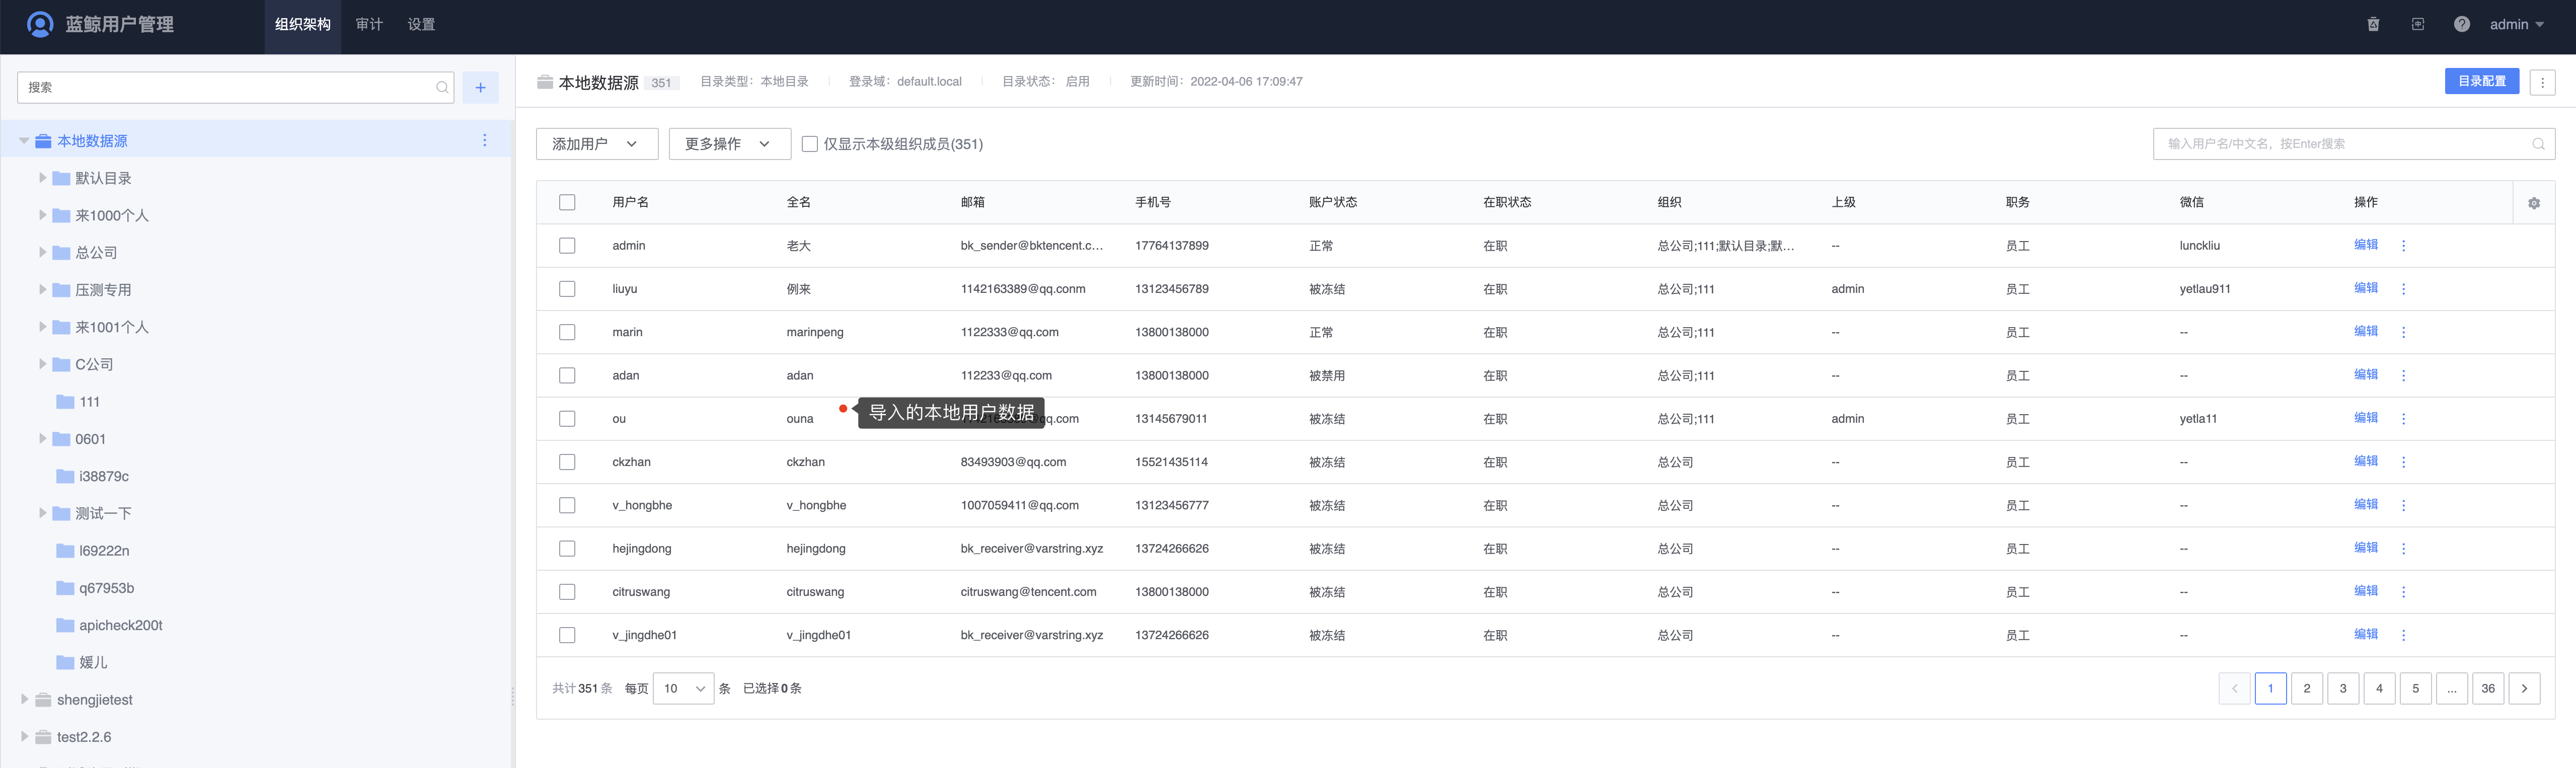 蓝鲸用户管理
组织架构 审计 设置
admin
搜索
+
本地数据源
默认目录
来1000个人
总公司
压测专用
来1001个人
C公司
111
0601
i38879c
测试一下
l69222n
q67953b
apicheck200t
媛儿
shengjietest
test2.2.6
本地数据源 351 目录类型：本地目录 登录域：default.local 目录状态： 启用 更新时间：2022-04-06 17:09:47
目录配置
添加用户 更多操作 仅显示本级组织成员(351)
输入用户名/中文名，按Enter搜索
用户名 全名 邮箱 手机号 账户状态 在职状态 组织 上级 职务 微信 操作
admin 老大 bk_sender@bktencent.c... 17764137899 正常 在职 总公司;111;默认目录;默... -- 员工 lunckliu 编辑
liuyu 例来 1142163389@qq.conm 13123456789 被冻结 在职 总公司;111 admin 员工 yetlau911 编辑
marin marinpeng 1122333@qq.com 13800138000 正常 在职 总公司;111 -- 员工 -- 编辑
adan adan 112233@qq.com 13800138000 被禁用 在职 总公司;111 -- 员工 -- 编辑
导入的本地用户数据
ou ouna @qq.com 13145679011 被冻结 在职 总公司;111 admin 员工 yetla11 编辑
ckzhan ckzhan 83493903@qq.com 15521435114 被冻结 在职 总公司 -- 员工 -- 编辑
v_hongbhe v_hongbhe 1007059411@qq.com 13123456777 被冻结 在职 总公司 -- 员工 -- 编辑
hejingdong hejingdong bk_receiver@varstring.xyz 13724266626 被冻结 在职 总公司 -- 员工 -- 编辑
citruswang citruswang citruswang@tencent.com 13800138000 被冻结 在职 总公司 -- 员工 -- 编辑
v_jingdhe01 v_jingdhe01 bk_receiver@varstring.xyz 13724266626 被冻结 在职 总公司 -- 员工 -- 编辑
共计351条 每页 10 条 已选择0条
1 2 3 4 5 ... 36